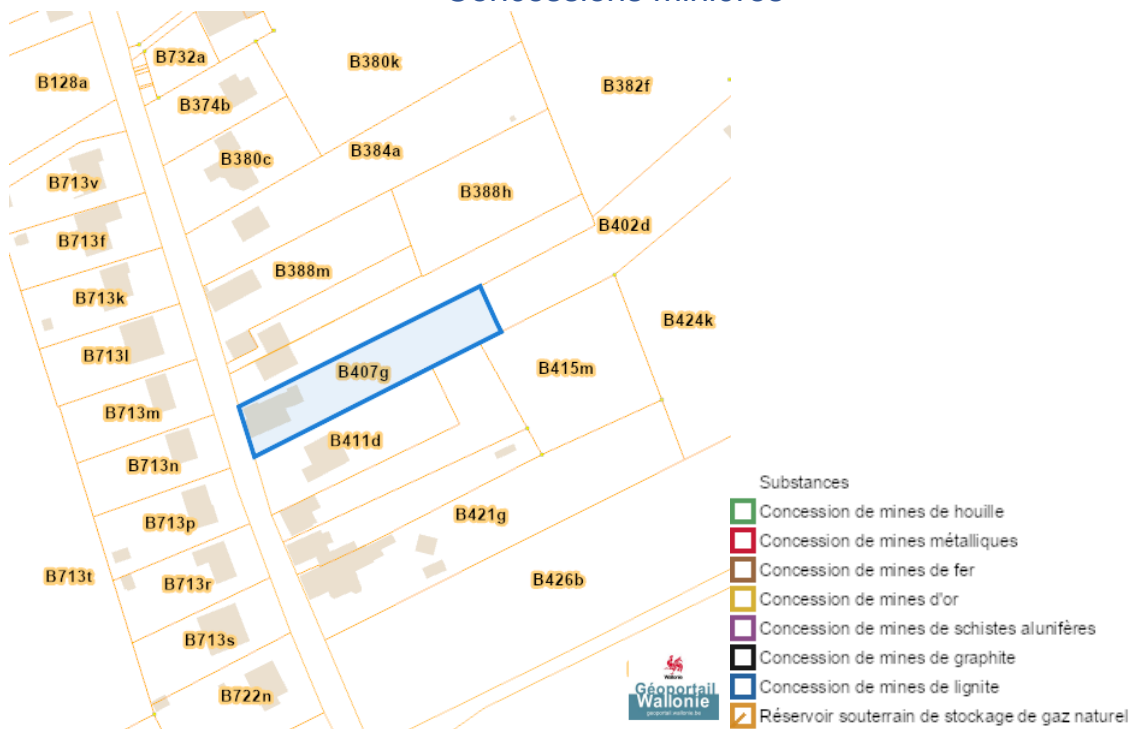 Concessions minières
B732a
B380k
B128a
B382f
B374b
B384a
B380c
B713v
B388h
B402d
B713f
B388m
B713k
B424k
B713l
B407g
B415m
B713m
B411d
B713n
B421g
B713p
B713t
B713r
B426b
B713s
B722n
Wallonie
Géoportail
Wallonie
geoportail.wallonie.be
Substances
Concession de mines de houille
Concession de mines métalliques
Concession de mines de fer
Concession de mines d'or
Concession de mines de schistes alunifères
Concession de mines de graphite
Concession de mines de lignite
Réservoir souterrain de stockage de gaz naturel